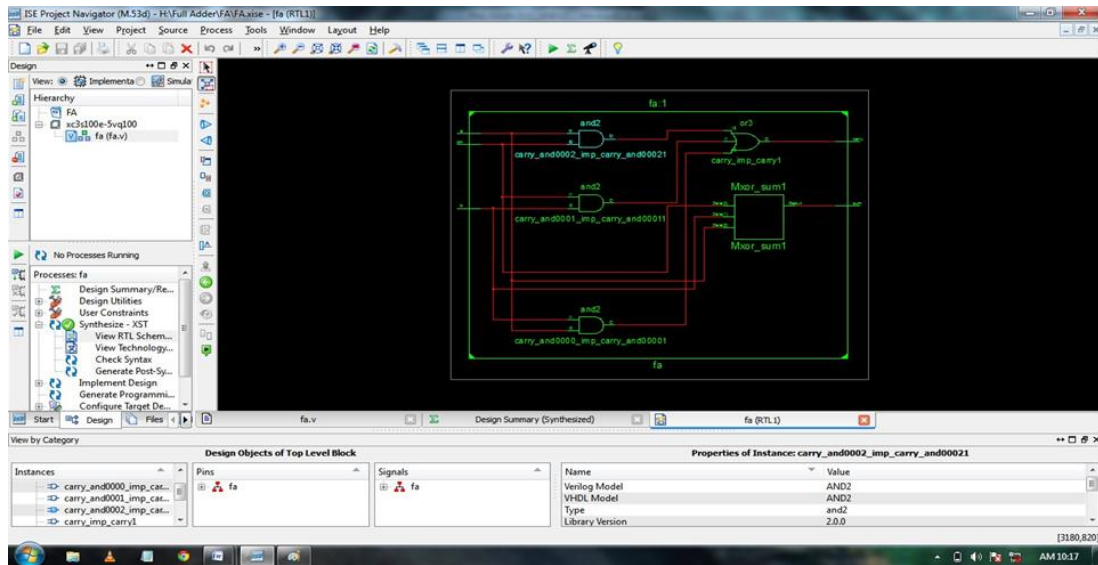 ISE Project Navigator (M.53d) - H:\Full Adder\FA\FA.xise - [fa (RTL1)]
File Edit View Project Source Process Tools Window Layout Help
Design
View: Implementa Simula
Hierarchy
FA
xc3s100e-5vq100
fa (fa.v)
No Processes Running
Processes: fa
Design Summary/Re...
Design Utilities
User Constraints
Synthesize - XST
View RTL Schem...
View Technology...
Check Syntax
Generate Post-Sy...
Implement Design
Generate Programmi...
Configure Target De...
Start Design Files
fa:1
and2
or3
carry_and0002_imp_carry_and00021
carry_imp_carry1
and2
Mxor_sum1
carry_and0001_imp_carry_and00011
Mxor_sum1
and2
carry_and0000_imp_carry_and00001
fa
fa.v
Design Summary (Synthesized)
fa (RTL1)
View by Category
Design Objects of Top Level Block
Properties of Instance: carry_and0002_imp_carry_and00021
Instances Pins Signals Name Value
carry_and0000_imp_car... fa fa Verilog Model AND2
carry_and0001_imp_car... VHDL Model AND2
carry_and0002_imp_car... Type and2
carry_imp_carry1 Library Version 2.0.0
[3180,820]
AM 10:17